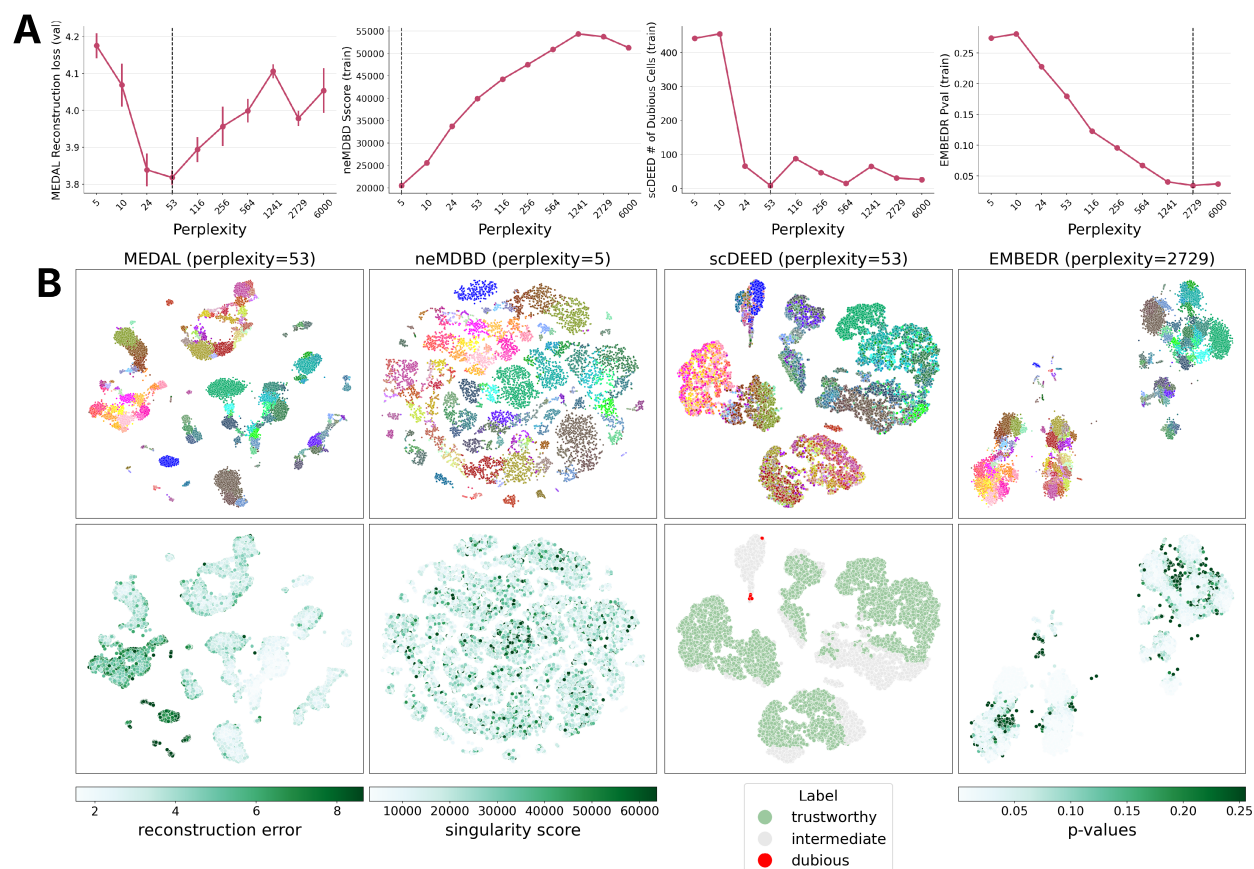 A
MEDAL Reconstruction loss (val)
4.2
4.1
4.0
3.9
3.8
5
10
24
53
116
256
564
1241
2729
6000
Perplexity
neMDBD Sscore (train)
55000
50000
45000
40000
35000
30000
25000
20000
5
10
24
53
116
256
564
1241
2729
6000
Perplexity
scDEED # of Dubious Cells (train)
400
300
200
100
0
5
10
24
53
116
256
564
1241
2729
6000
Perplexity
EMBEDR Pval (train)
0.25
0.20
0.15
0.10
0.05
5
10
24
53
116
256
564
1241
2729
6000
Perplexity
B
MEDAL (perplexity=53)
neMDBD (perplexity=5)
scDEED (perplexity=53)
EMBEDR (perplexity=2729)
2 4 6 8
reconstruction error
10000 20000 30000 40000 50000 60000
singularity score
Label
trustworthy
intermediate
dubious
0.05 0.10 0.15 0.20 0.25
p-values